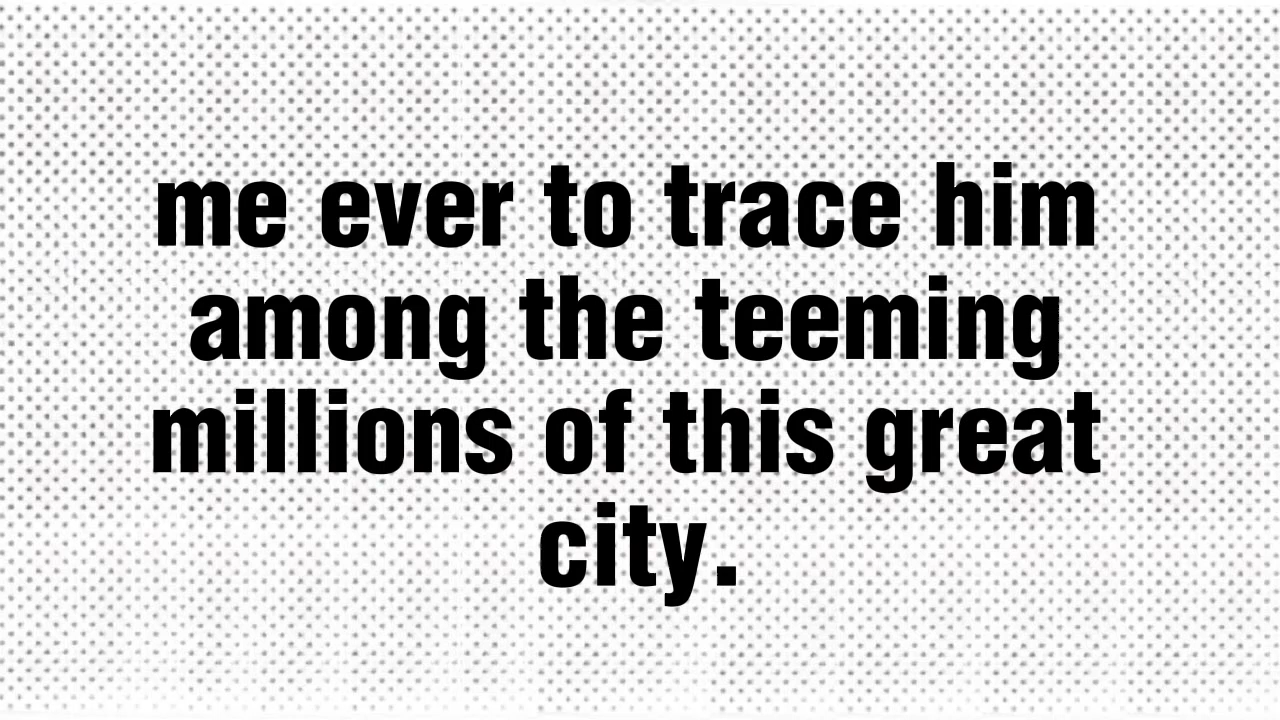 me ever to trace him
among the teeming
millions of this great
city.